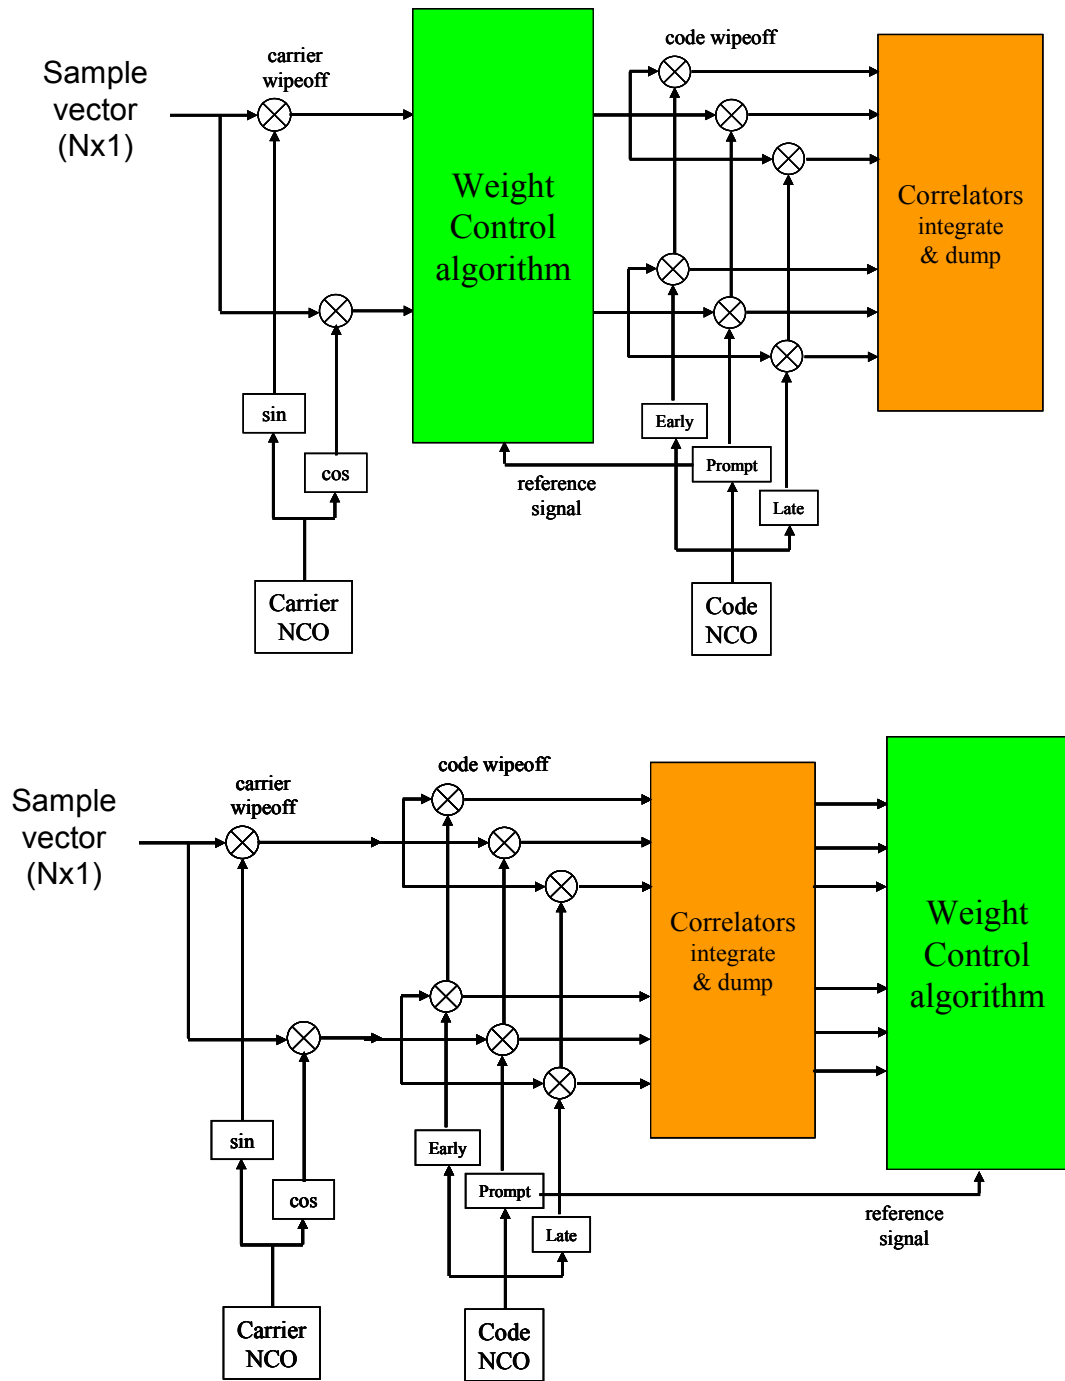 code wipeoff
carrier
wipeoff
Sample
vector
(Nx1)
Weight
Control
algorithm
Correlators
integrate
& dump
sin
cos
Early
Prompt
Late
reference
signal
Carrier
NCO
Code
NCO
carrier
wipeoff
code wipeoff
Sample
vector
(Nx1)
Correlators
integrate
& dump
Weight
Control
algorithm
sin
cos
Early
Prompt
Late
reference
signal
Carrier
NCO
Code
NCO